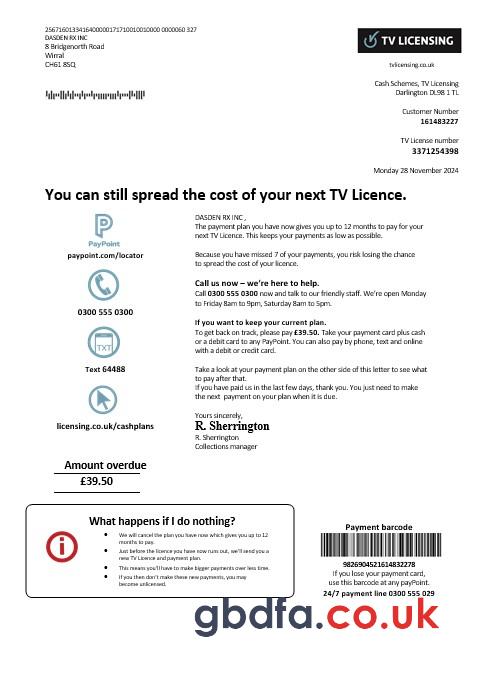 25671601334164000001717100100100000 0000060 327
DASDEN RX INC
8 Bridgenorth Road
Wirral
CH61 8SQ
TV LICENSING
tvlicensing.co.uk
Cash Schemes, TV Licensing
Darlington DL98 1 TL
Customer Number
161483227
TV License number
3371254398
Monday 28 November 2024
You can still spread the cost of your next TV Licence.
PayPoint
paypoint.com/locator
0300 555 0300
TXT
Text 64488
licensing.co.uk/cashplans
Amount overdue
£39.50
DASDEN RX INC ,
The payment plan you have now gives you up to 12 months to pay for your
next TV Licence. This keeps your payments as low as possible.
Because you have missed 7 of your payments, you risk losing the chance
to spread the cost of your licence.
Call us now – we're here to help.
Call 0300 555 0300 now and talk to our friendly staff. We're open Monday
to Friday 8am to 9pm, Saturday 8am to 5pm.
If you want to keep your current plan.
To get back on track, please pay £39.50. Take your payment card plus cash
or a debit card to any PayPoint. You can also pay by phone, text and online
with a debit or credit card.
Take a look at your payment plan on the other side of this letter to see what
to pay after that.
If you have paid us in the last few days, thank you. You just need to make
the next payment on your plan when it is due.
Yours sincerely,
R. Sherrington
R. Sherrington
Collections manager
What happens if I do nothing?
• We will cancel the plan you have now which gives you up to 12
months to pay.
• Just before the licence you have now runs out, we'll send you a
new TV Licence and payment plan.
• This means you'll have to make bigger payments over less time.
• If you then don't make these new payments, you may
become unlicensed.
Payment barcode
9826904521614832278
If you lose your payment card,
use this barcode at any payPoint.
24/7 payment line 0300 555 029
gbdfa.co.uk